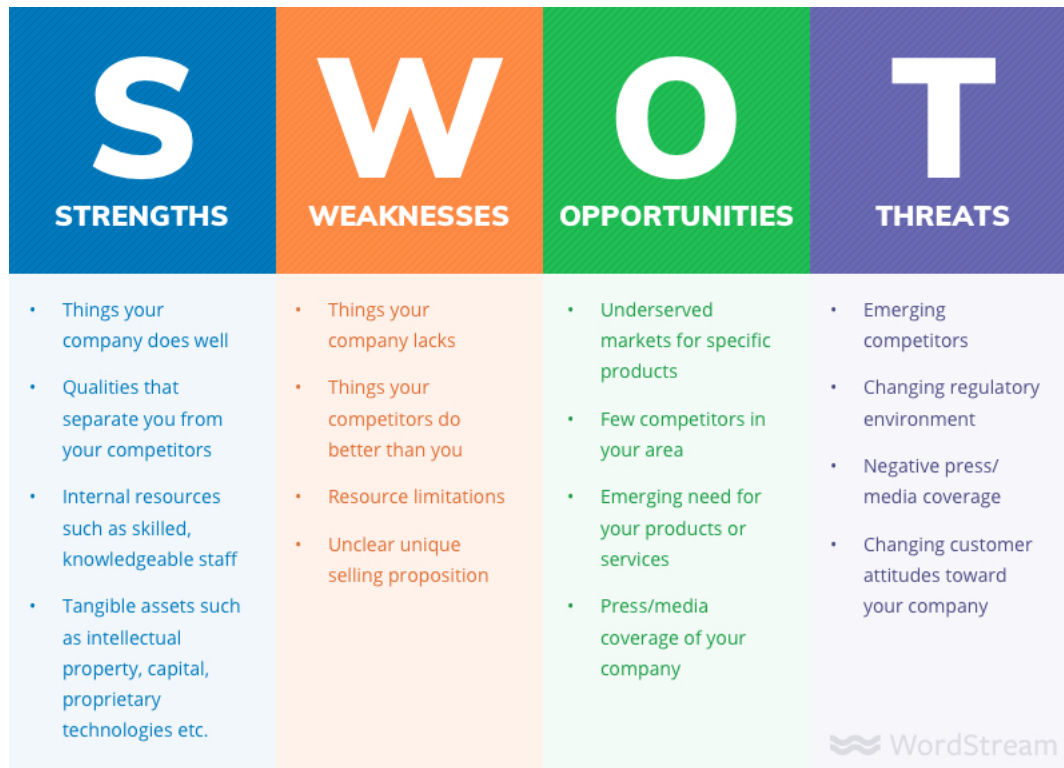 S
STRENGTHS
• Things your
company does well
• Qualities that
separate you from
your competitors
• Internal resources
such as skilled,
knowledgeable staff
• Tangible assets such
as intellectual
property, capital,
proprietary
technologies etc.
W
WEAKNESSES
• Things your
company lacks
• Things your
competitors do
better than you
• Resource limitations
• Unclear unique
selling proposition
O
OPPORTUNITIES
• Underserved
markets for specific
products
• Few competitors in
your area
• Emerging need for
your products or
services
• Press/media
coverage of your
company
T
THREATS
• Emerging
competitors
• Changing regulatory
environment
• Negative press/
media coverage
• Changing customer
attitudes toward
your company
WordStream